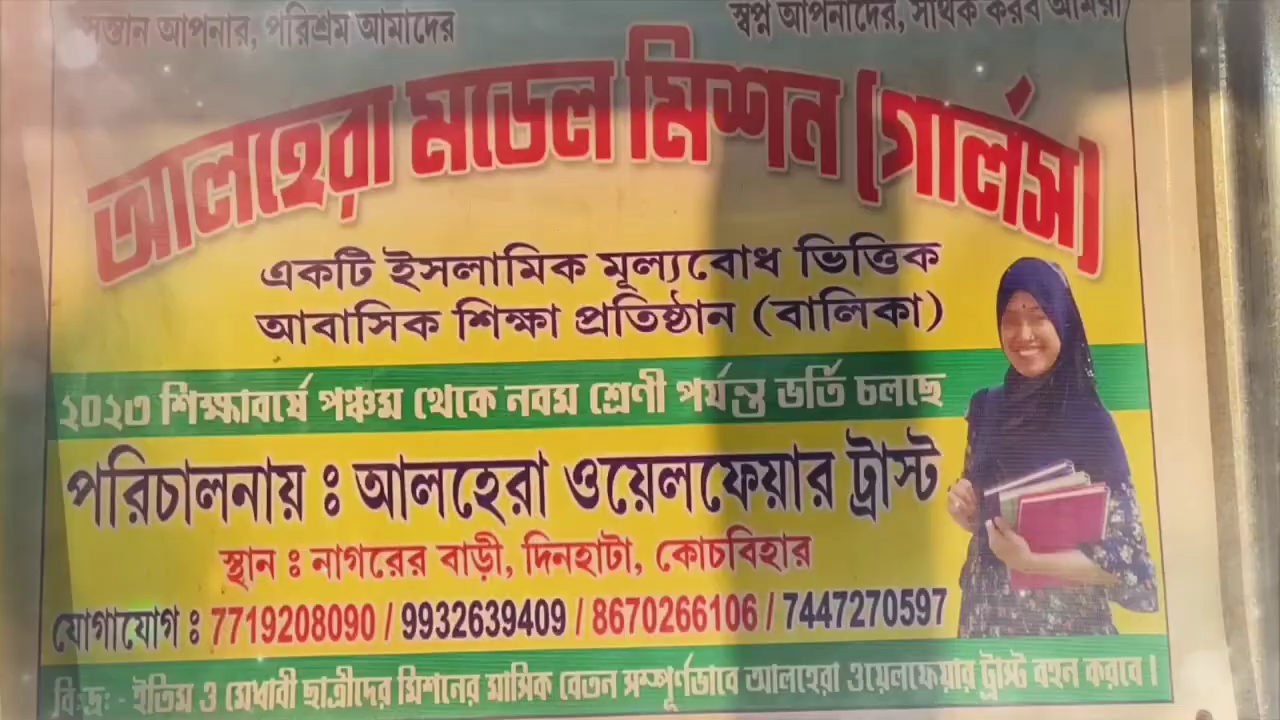 সন্তান আপনার, পরিশ্রম আমাদের
স্বপ্ন আপনাদের, সার্থক করব আমরা
আলহেরা মডেল মিশন (গার্লস)
একটি ইসলামিক মূল্যবোধ ভিত্তিক
আবাসিক শিক্ষা প্রতিষ্ঠান (বালিকা)
২০২৩ শিক্ষাবর্ষে পঞ্চম থেকে নবম শ্রেণী পর্যন্ত ভর্তি চলছে
পরিচালনায় ঃ আলহেরা ওয়েলফেয়ার ট্রাস্ট
স্থান ঃ নাগরের বাড়ী, দিনহাটা, কোচবিহার
যোগাযোগ ঃ 7719208090 / 9932639409 / 8670266106 / 7447270597
বিঃদ্রঃ - ইতিম ও মেধাবী ছাত্রীদের মিশনের মাসিক বেতন সম্পূর্ণভাবে আলহেরা ওয়েলফেয়ার ট্রাস্ট বহন করবে।